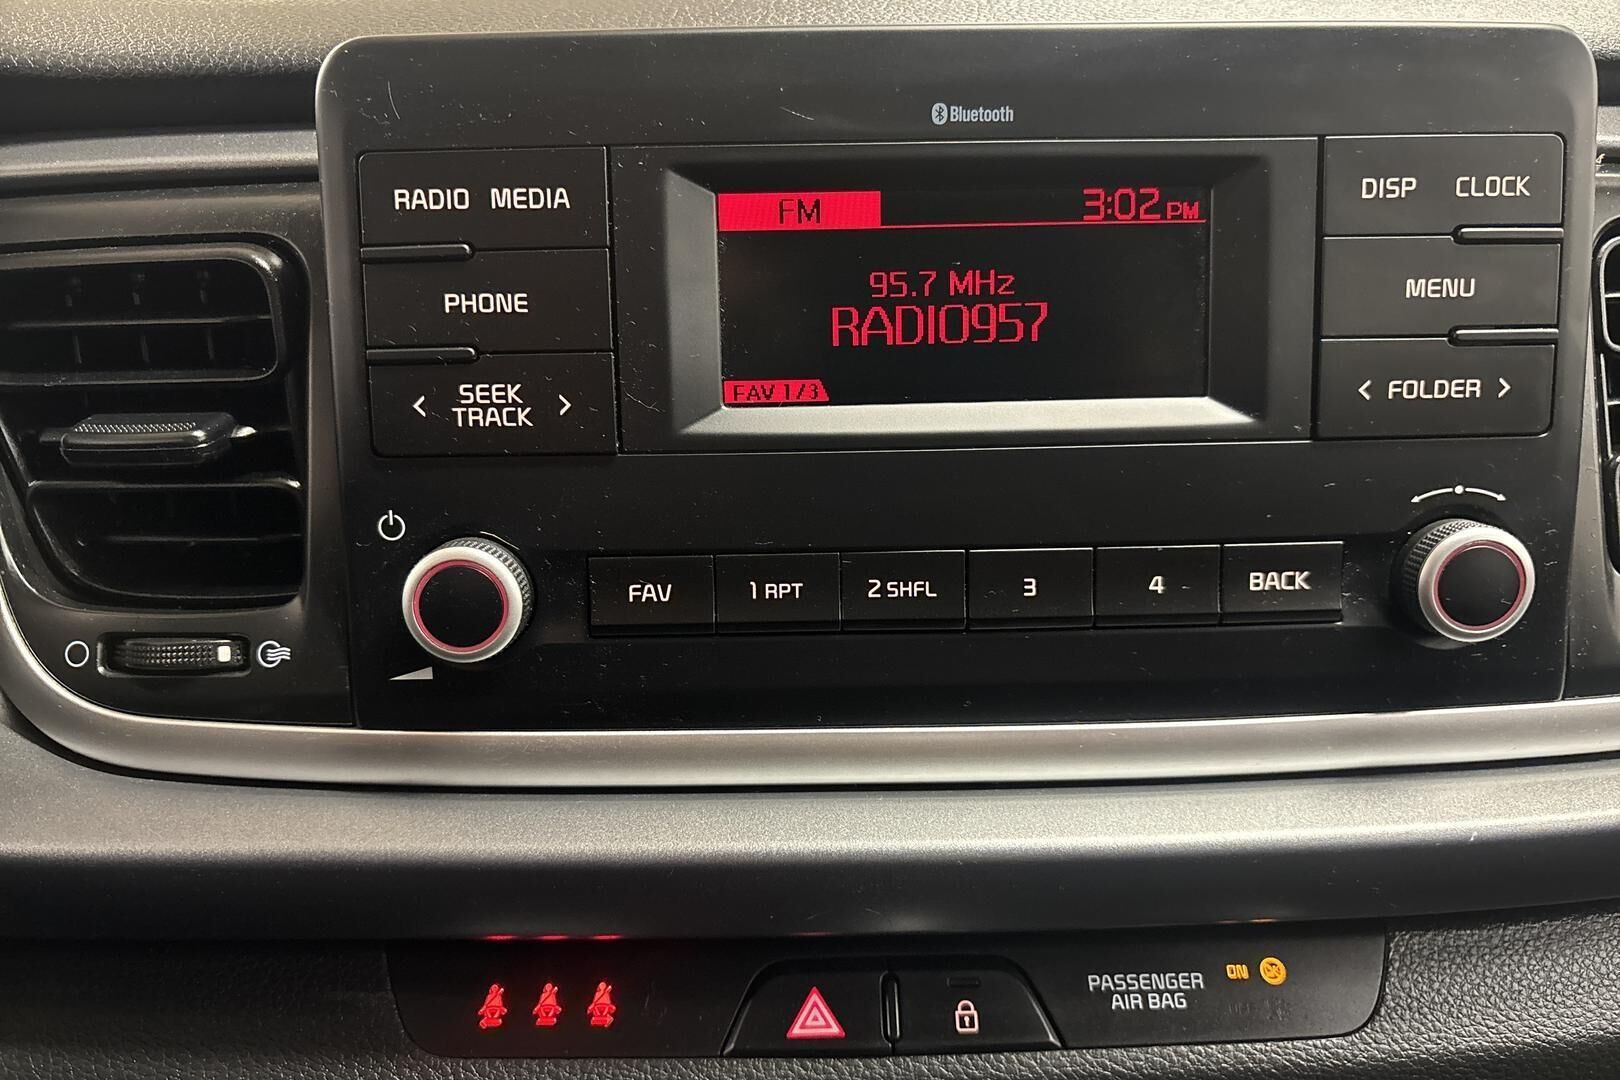 Bluetooth
RADIO MEDIA
PHONE
< SEEK TRACK >
FM
3:02 PM
95.7 MHz
RADIO957
FAV 1/3
DISP CLOCK
MENU
< FOLDER >
FAV
1 RPT
2 SHFL
3
4
BACK
PASSENGER
AIR BAG
ON
OFF